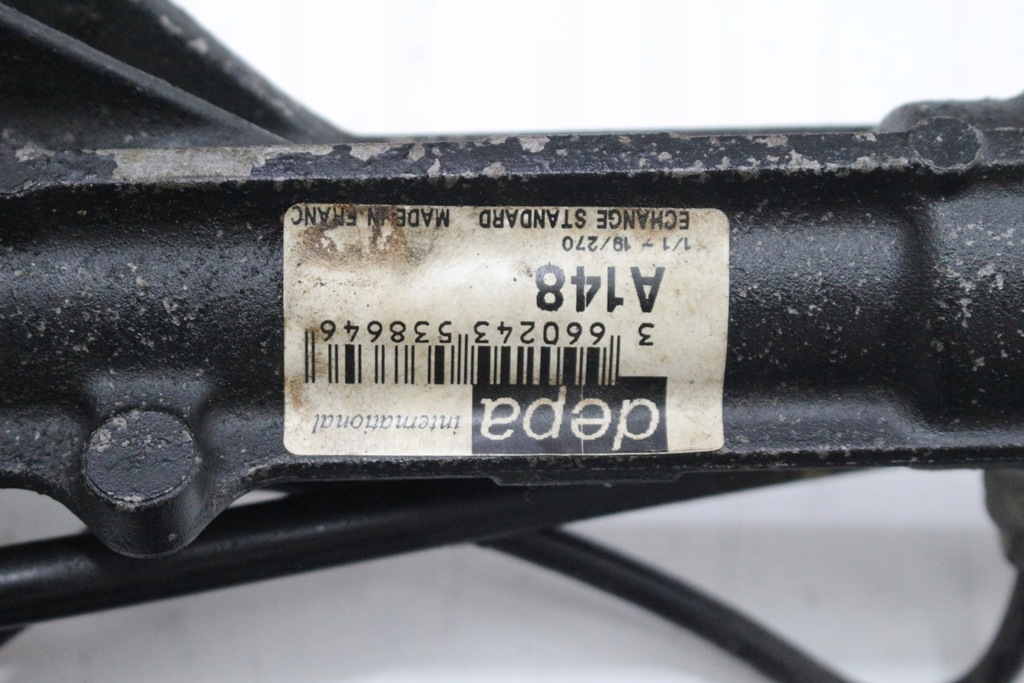 depa international
3 660243 538646
A148
1/1 - 19/270
ECHANGE STANDARD MADE IN FRANC